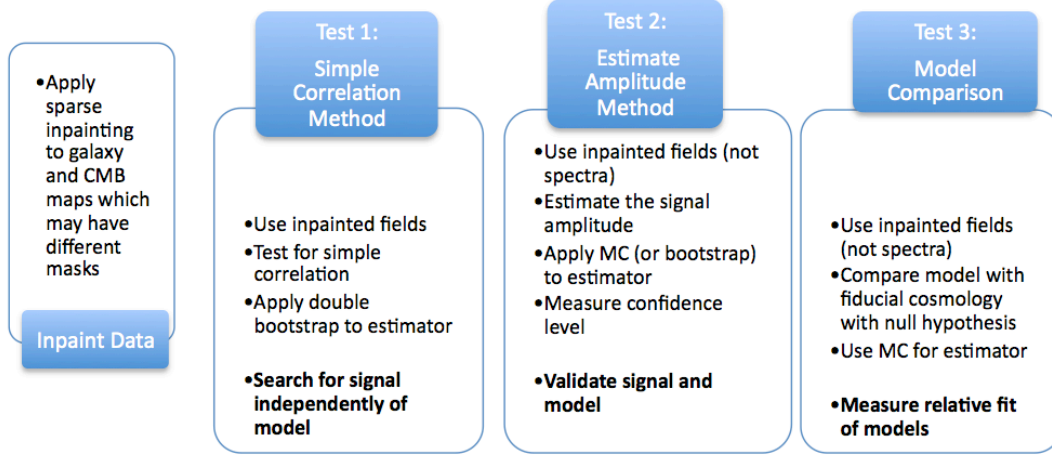 •Apply
sparse
inpainting
to galaxy
and CMB
maps which
may have
different
masks
Inpaint Data
Test 1:
Simple
Correlation
Method
•Use inpainted fields
•Test for simple
correlation
•Apply double
bootstrap to estimator
•Search for signal
independently of
model
Test 2:
Estimate
Amplitude
Method
•Use inpainted fields (not
spectra)
•Estimate the signal
amplitude
•Apply MC (or bootstrap)
to estimator
•Measure confidence
level
•Validate signal and
model
Test 3:
Model
Comparison
•Use inpainted fields
(not spectra)
•Compare model with
fiducial cosmology
with null hypothesis
•Use MC for estimator
•Measure relative fit
of models